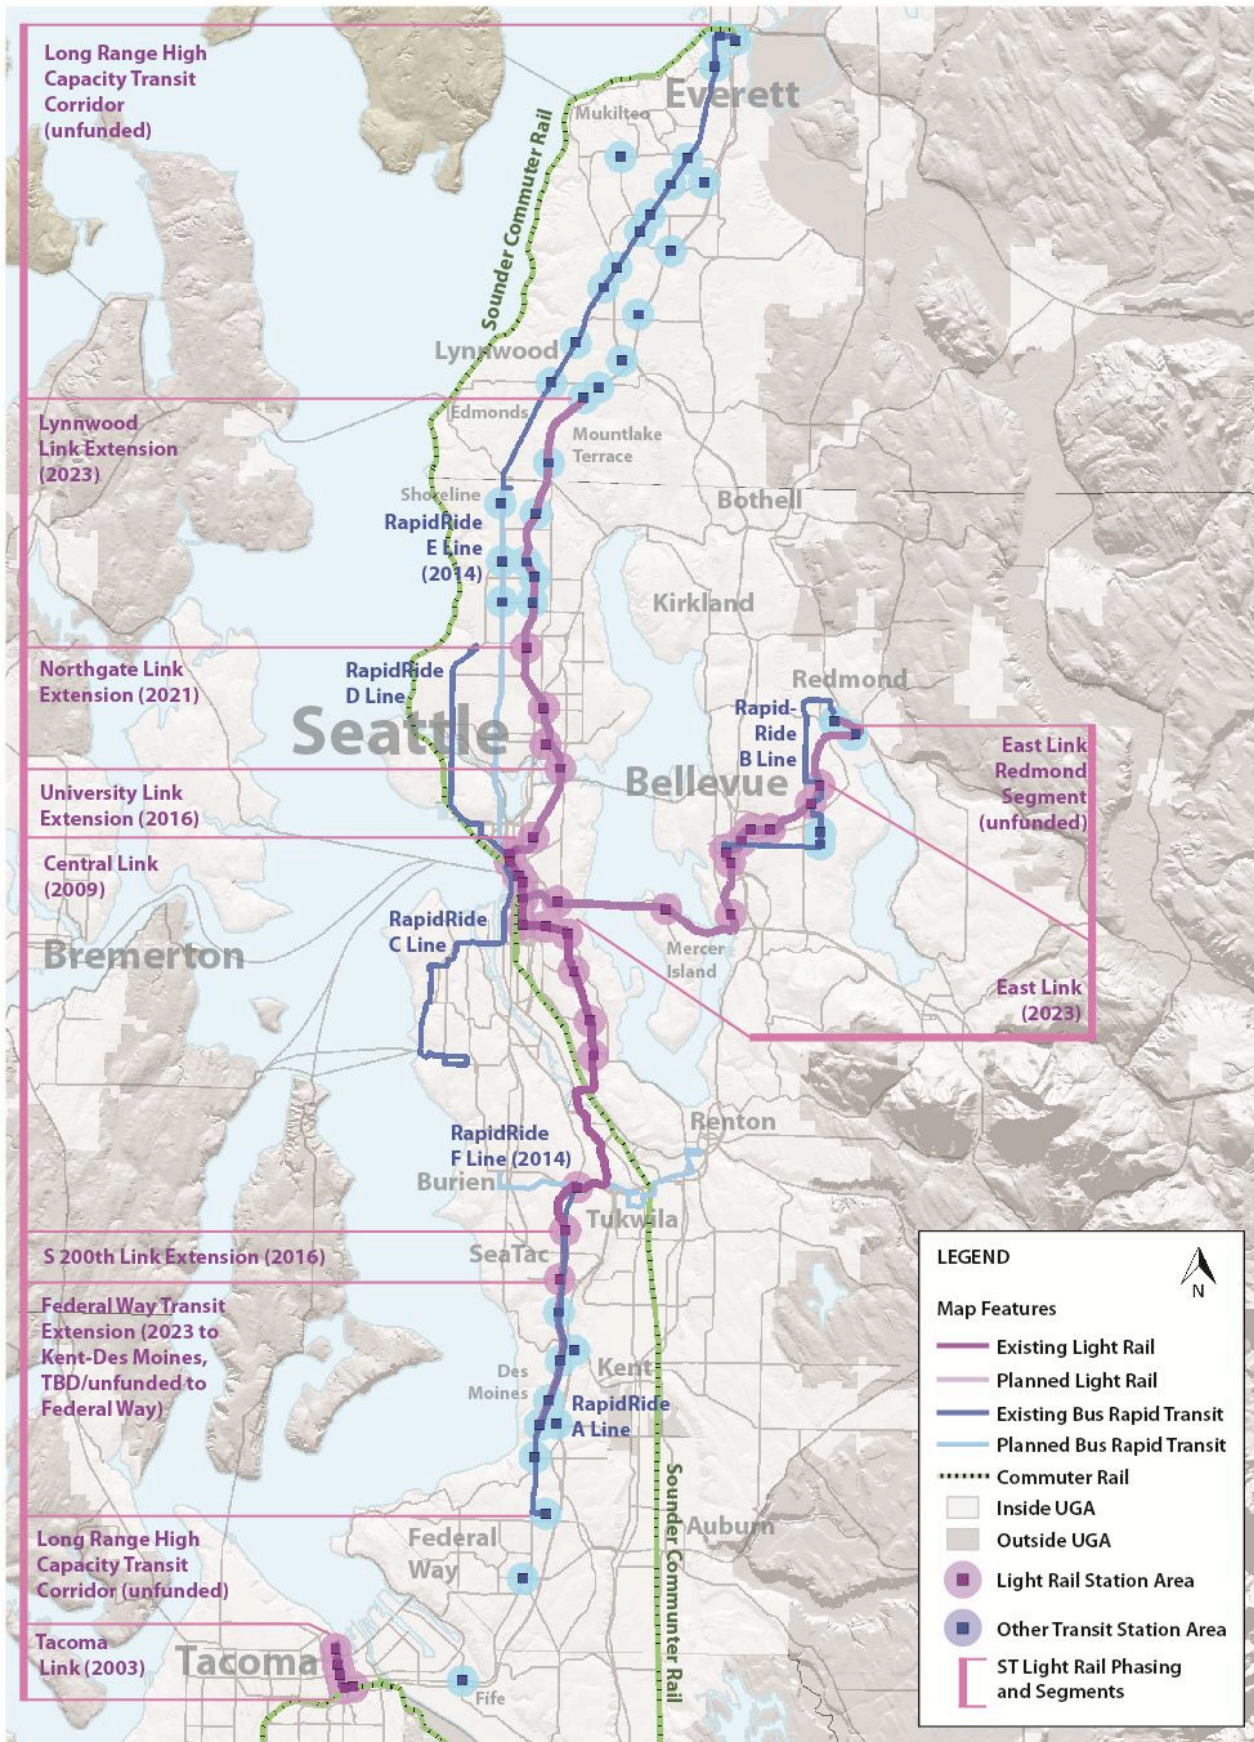 Long Range High
Capacity Transit
Corridor
(unfunded)
Everett
Mukilteo
Sounder Commuter Rail
Lynnwood
Edmonds
Lynnwood
Link Extension
(2023)
Mountlake
Terrace
Shoreline
Bothell
RapidRide
E Line
(2014)
Kirkland
Northgate Link
Extension (2021)
RapidRide
D Line
Redmond
Rapid-
Ride
B Line
Seattle
East Link
Redmond
Segment
(unfunded)
Bellevue
University Link
Extension (2016)
Central Link
(2009)
RapidRide
C Line
Bremerton
Mercer
Island
East Link
(2023)
Renton
RapidRide
F Line (2014)
Burien
Tukwila
SeaTac
S 200th Link Extension (2016)
Federal Way Transit
Extension (2023 to
Kent-Des Moines,
TBD/unfunded to
Federal Way)
Des
Moines
Kent
RapidRide
A Line
Sounder Communter Rail
Auburn
Federal
Way
Long Range High
Capacity Transit
Corridor (unfunded)
Tacoma
Link (2003)
Tacoma
Fife
LEGEND
N
Map Features
Existing Light Rail
Planned Light Rail
Existing Bus Rapid Transit
Planned Bus Rapid Transit
Commuter Rail
Inside UGA
Outside UGA
Light Rail Station Area
Other Transit Station Area
ST Light Rail Phasing
and Segments